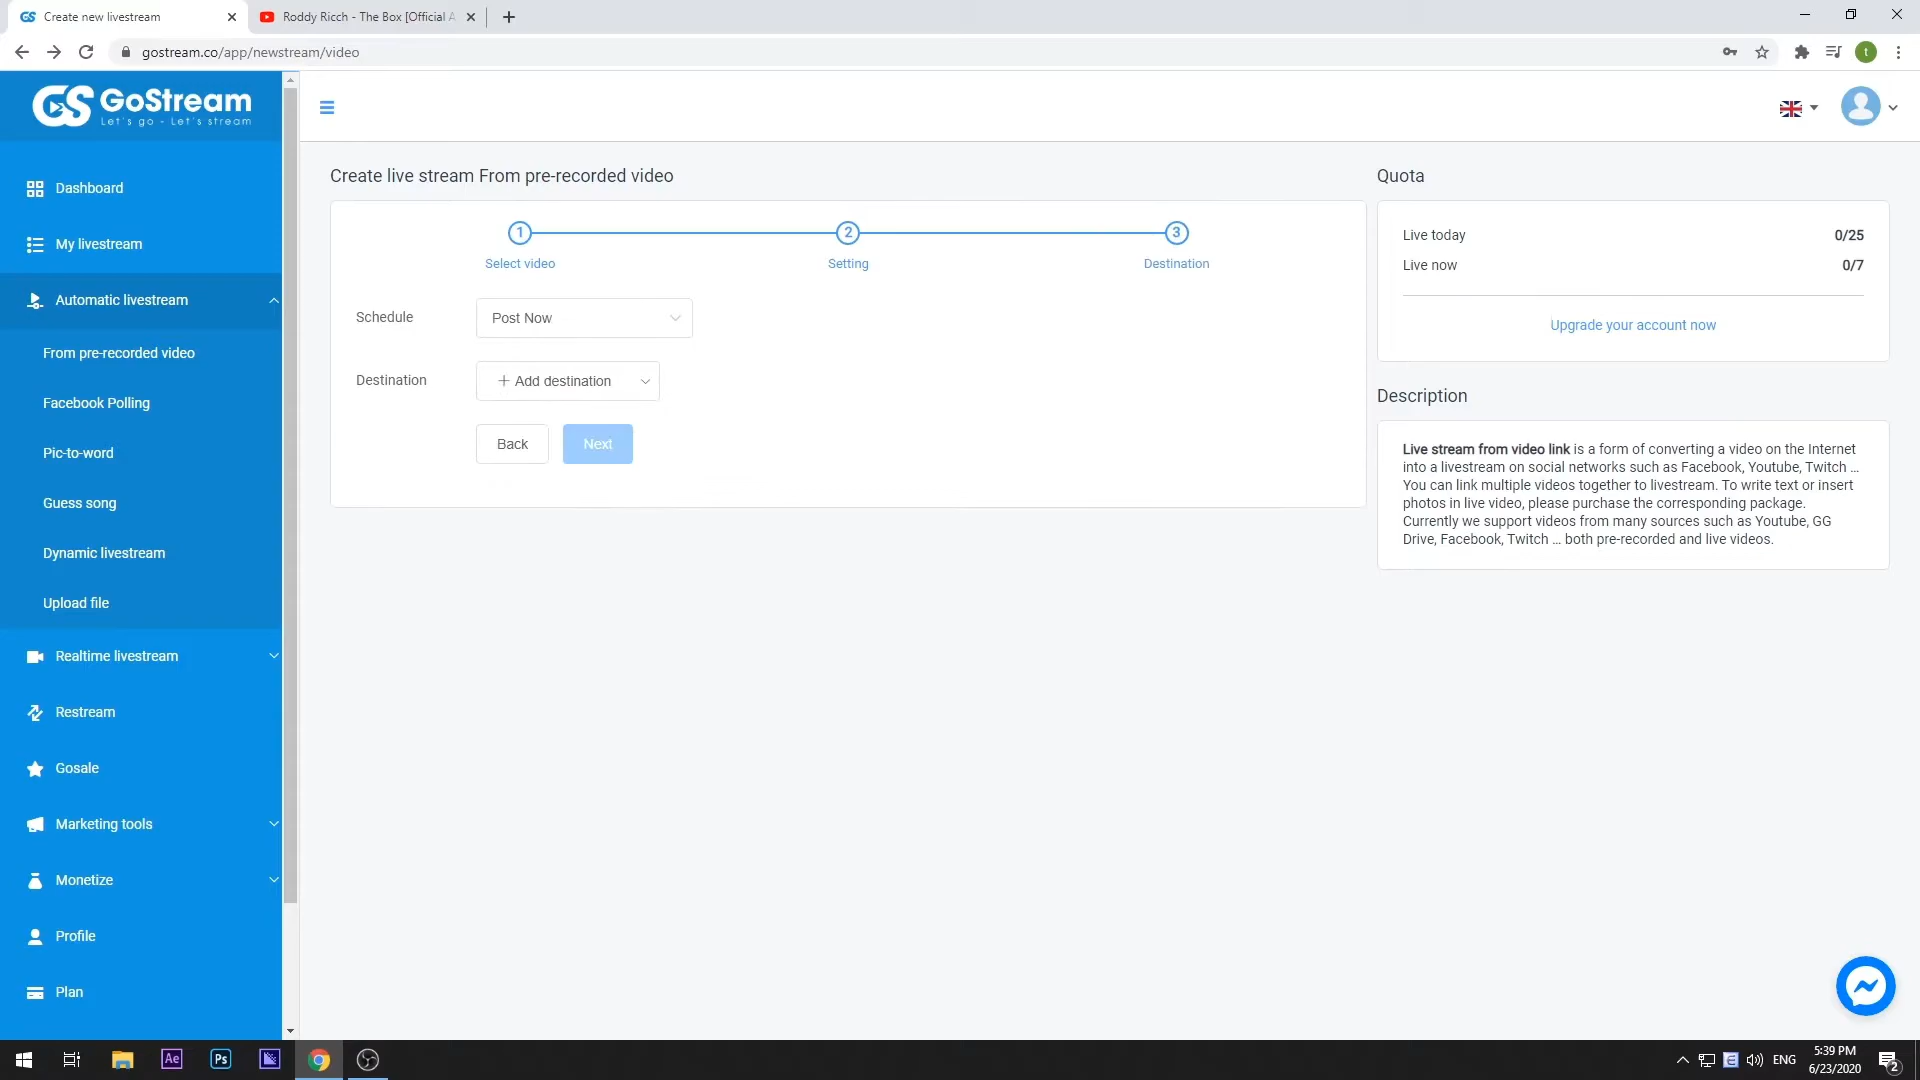 Create new livestream
Roddy Ricch - The Box [Official A
gostream.co/app/newstream/video
t
GS GoStream
Let's go - Let's stream
Dashboard
My livestream
Automatic livestream
From pre-recorded video
Facebook Polling
Pic-to-word
Guess song
Dynamic livestream
Upload file
Realtime livestream
Restream
Gosale
Marketing tools
Monetize
Profile
Plan
Create live stream From pre-recorded video
1 2 3
Select video Setting Destination
Schedule Post Now
Destination + Add destination
Back Next
Quota
Live today 0/25
Live now 0/7
Upgrade your account now
Description
Live stream from video link is a form of converting a video on the Internet
into a livestream on social networks such as Facebook, Youtube, Twitch ...
You can link multiple videos together to livestream. To write text or insert
photos in live video, please purchase the corresponding package.
Currently we support videos from many sources such as Youtube, GG
Drive, Facebook, Twitch ... both pre-recorded and live videos.
Ae Ps
ENG
5:39 PM
6/23/2020
2